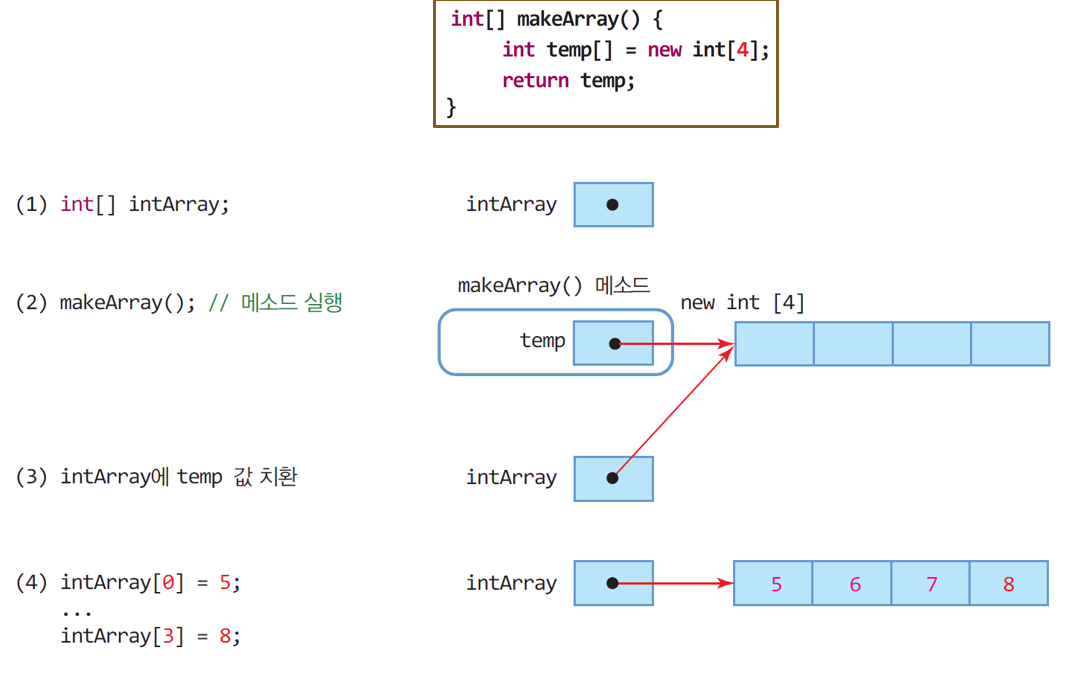 int[] makeArray() {
int temp[] = new int[4];
return temp;
}
(1) int[] intArray;
intArray
(2) makeArray(); // 메소드 실행
makeArray() 메소드
new int [4]
temp
(3) intArray에 temp 값 치환
intArray
(4) intArray[0] = 5;
...
intArray[3] = 8;
intArray
5 6 7 8